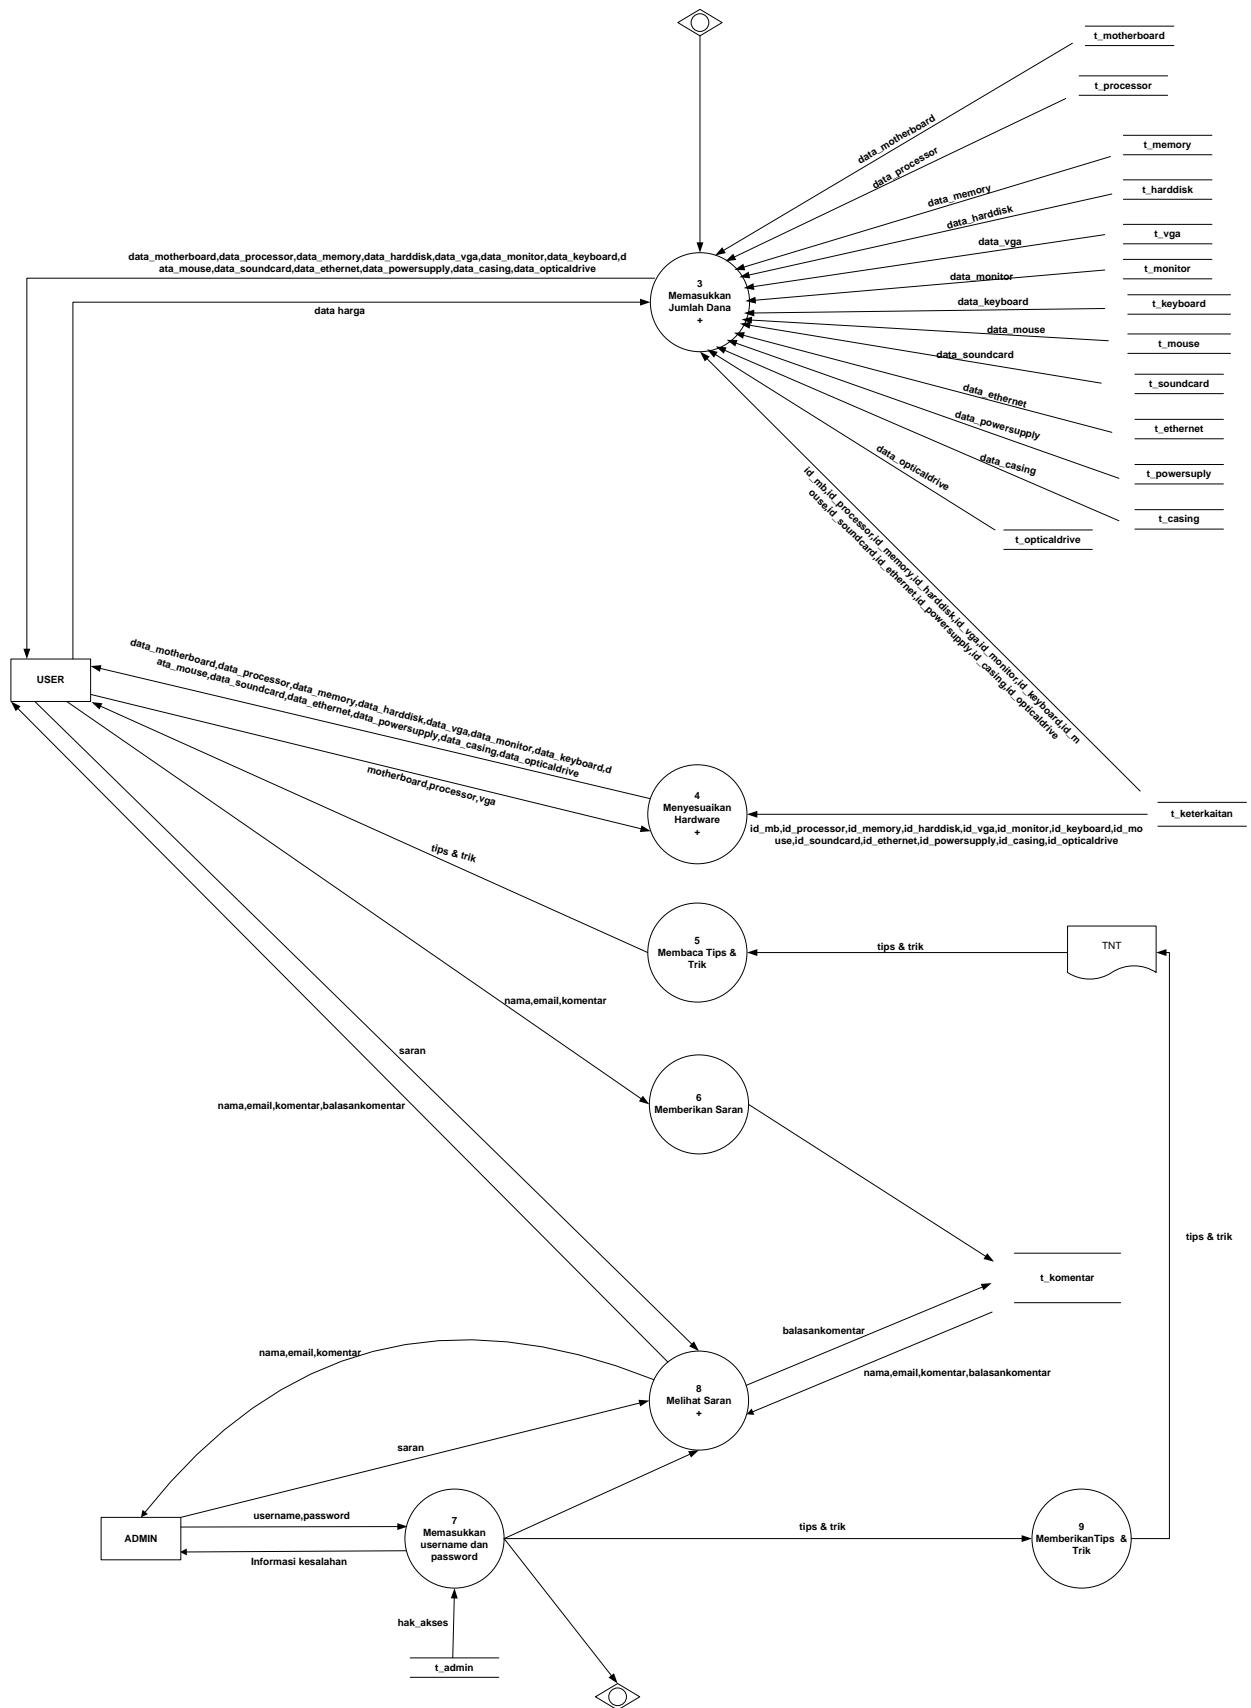 t_motherboard
t_processor
t_memory
t_harddisk
t_vga
t_monitor
t_keyboard
t_mouse
t_soundcard
t_ethernet
t_powersuply
t_casing
t_opticaldrive
data_motherboard
data_processor
data_memory
data_harddisk
data_vga
data_monitor
data_keyboard
data_mouse
data_soundcard
data_ethernet
data_powersupply
data_casing
data_opticaldrive
3
Memasukkan
Jumlah Dana
+
data_motherboard,data_processor,data_memory,data_harddisk,data_vga,data_monitor,data_keyboard,d
ata_mouse,data_soundcard,data_ethernet,data_powersupply,data_casing,data_opticaldrive
data harga
id_mb,id_processor,id_memory,id_harddisk,id_vga,id_monitor,id_keyboard,id_m
ouse,id_soundcard,id_ethernet,id_powersupply,id_casing,id_opticaldrive
USER
data_motherboard,data_processor,data_memory,data_harddisk,data_vga,data_monitor,data_keyboard,d
ata_mouse,data_soundcard,data_ethernet,data_powersupply,data_casing,data_opticaldrive
motherboard,processor,vga
4
Menyesuaikan
Hardware
+
t_keterkaitan
id_mb,id_processor,id_memory,id_harddisk,id_vga,id_monitor,id_keyboard,id_mo
use,id_soundcard,id_ethernet,id_powersupply,id_casing,id_opticaldrive
tips & trik
5
Membaca Tips &
Trik
tips & trik
TNT
nama,email,komentar
saran
nama,email,komentar,balasankomentar
6
Memberikan Saran
tips & trik
t_komentar
balasankomentar
nama,email,komentar,balasankomentar
nama,email,komentar
8
Melihat Saran
+
saran
ADMIN
username,password
Informasi kesalahan
7
Memasukkan
username dan
password
tips & trik
9
MemberikanTips &
Trik
hak_akses
t_admin